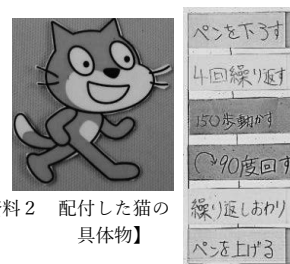 料2 配付した猫の
具体物】
ペンを下ろす
4回繰り返す
150歩動かす
90度回す
繰り返しおわり
ペンを上げる